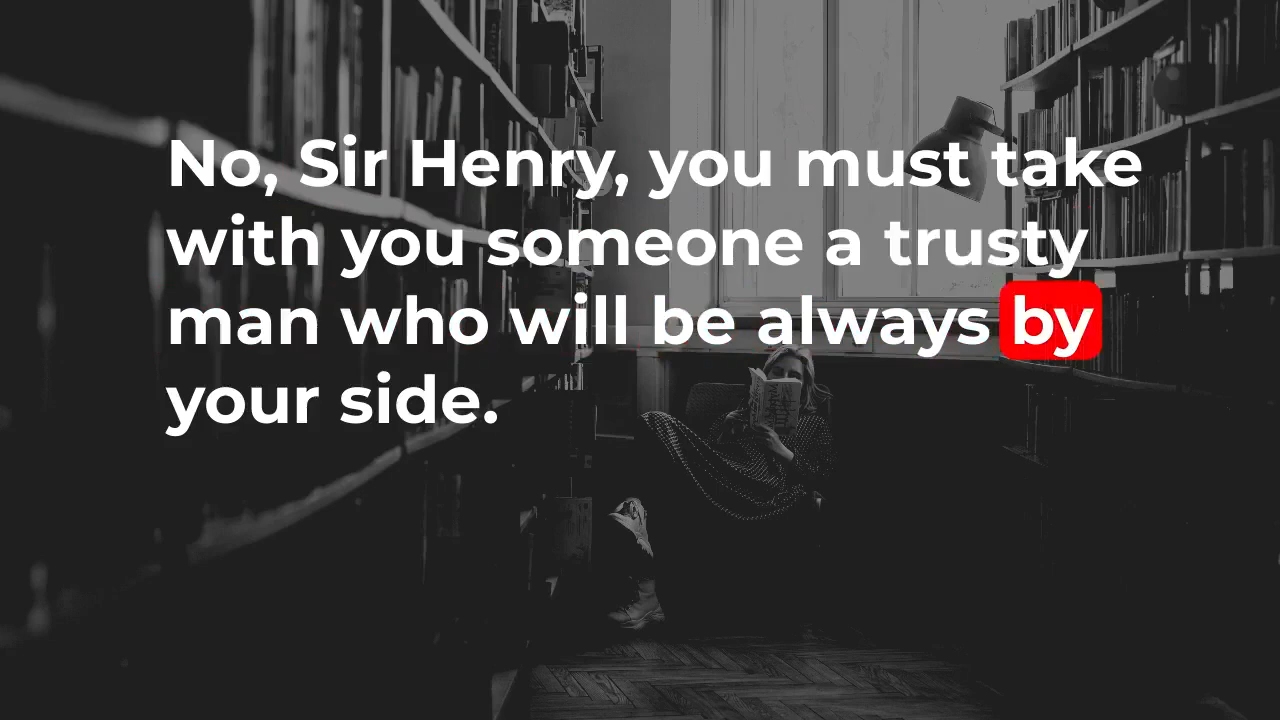 No, Sir Henry, you must take
with you someone a trusty
man who will be always by
your side.